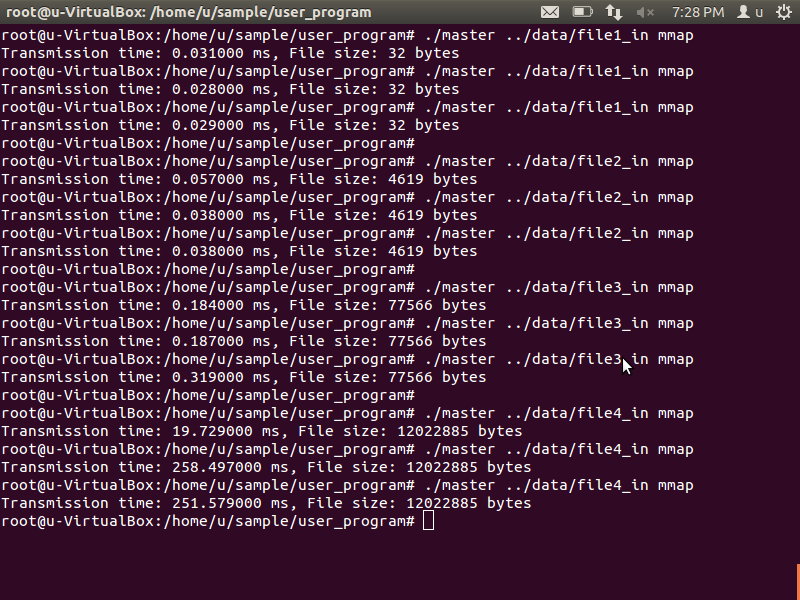 root@u-VirtualBox: /home/u/sample/user_program 7:28 PM u
root@u-VirtualBox:/home/u/sample/user_program# ./master ../data/file1_in mmap
Transmission time: 0.031000 ms, File size: 32 bytes
root@u-VirtualBox:/home/u/sample/user_program# ./master ../data/file1_in mmap
Transmission time: 0.028000 ms, File size: 32 bytes
root@u-VirtualBox:/home/u/sample/user_program# ./master ../data/file1_in mmap
Transmission time: 0.029000 ms, File size: 32 bytes
root@u-VirtualBox:/home/u/sample/user_program#
root@u-VirtualBox:/home/u/sample/user_program# ./master ../data/file2_in mmap
Transmission time: 0.057000 ms, File size: 4619 bytes
root@u-VirtualBox:/home/u/sample/user_program# ./master ../data/file2_in mmap
Transmission time: 0.038000 ms, File size: 4619 bytes
root@u-VirtualBox:/home/u/sample/user_program# ./master ../data/file2_in mmap
Transmission time: 0.038000 ms, File size: 4619 bytes
root@u-VirtualBox:/home/u/sample/user_program#
root@u-VirtualBox:/home/u/sample/user_program# ./master ../data/file3_in mmap
Transmission time: 0.184000 ms, File size: 77566 bytes
root@u-VirtualBox:/home/u/sample/user_program# ./master ../data/file3_in mmap
Transmission time: 0.187000 ms, File size: 77566 bytes
root@u-VirtualBox:/home/u/sample/user_program# ./master ../data/file3_in mmap
Transmission time: 0.319000 ms, File size: 77566 bytes
root@u-VirtualBox:/home/u/sample/user_program#
root@u-VirtualBox:/home/u/sample/user_program# ./master ../data/file4_in mmap
Transmission time: 19.729000 ms, File size: 12022885 bytes
root@u-VirtualBox:/home/u/sample/user_program# ./master ../data/file4_in mmap
Transmission time: 258.497000 ms, File size: 12022885 bytes
root@u-VirtualBox:/home/u/sample/user_program# ./master ../data/file4_in mmap
Transmission time: 251.579000 ms, File size: 12022885 bytes
root@u-VirtualBox:/home/u/sample/user_program#